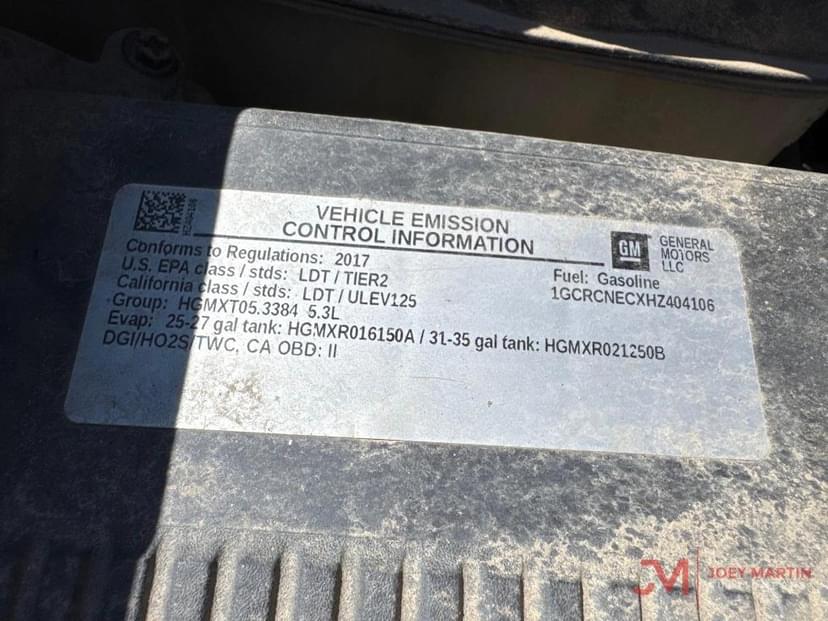 HZ404106
VEHICLE EMISSION
CONTROL INFORMATION
GM
GENERAL
MOTORS
LLC
Conforms to Regulations: 2017
U.S. EPA class / stds: LDT / TIER2
California class / stds: LDT / ULEV125
Group: HGMXT05.3384 5.3L
Evap: 25-27 gal tank: HGMXR016150A / 31-35 gal tank: HGMXR021250B
DGI/HO2S/TWC, CA OBD: II
Fuel: Gasoline
1GCRCNECXHZ404106
JM JOEY MARTIN